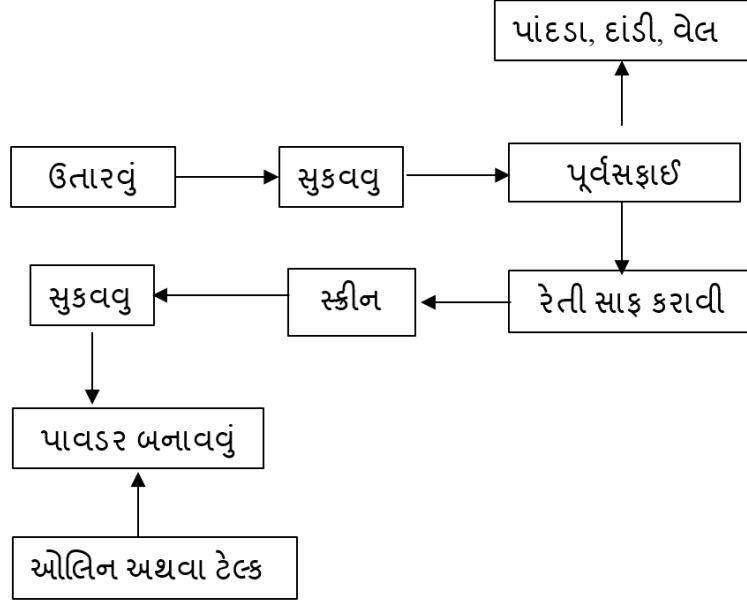 પાંદડા, દાંડી, વેલ
ઉતારવું
સુકવવુ
પૂર્વસફાઈ
રેતી સાફ કરાવી
સ્ક્રીન
સુકવવુ
પાવડર બનાવવું
ઓલિન અથવા ટેલ્ક